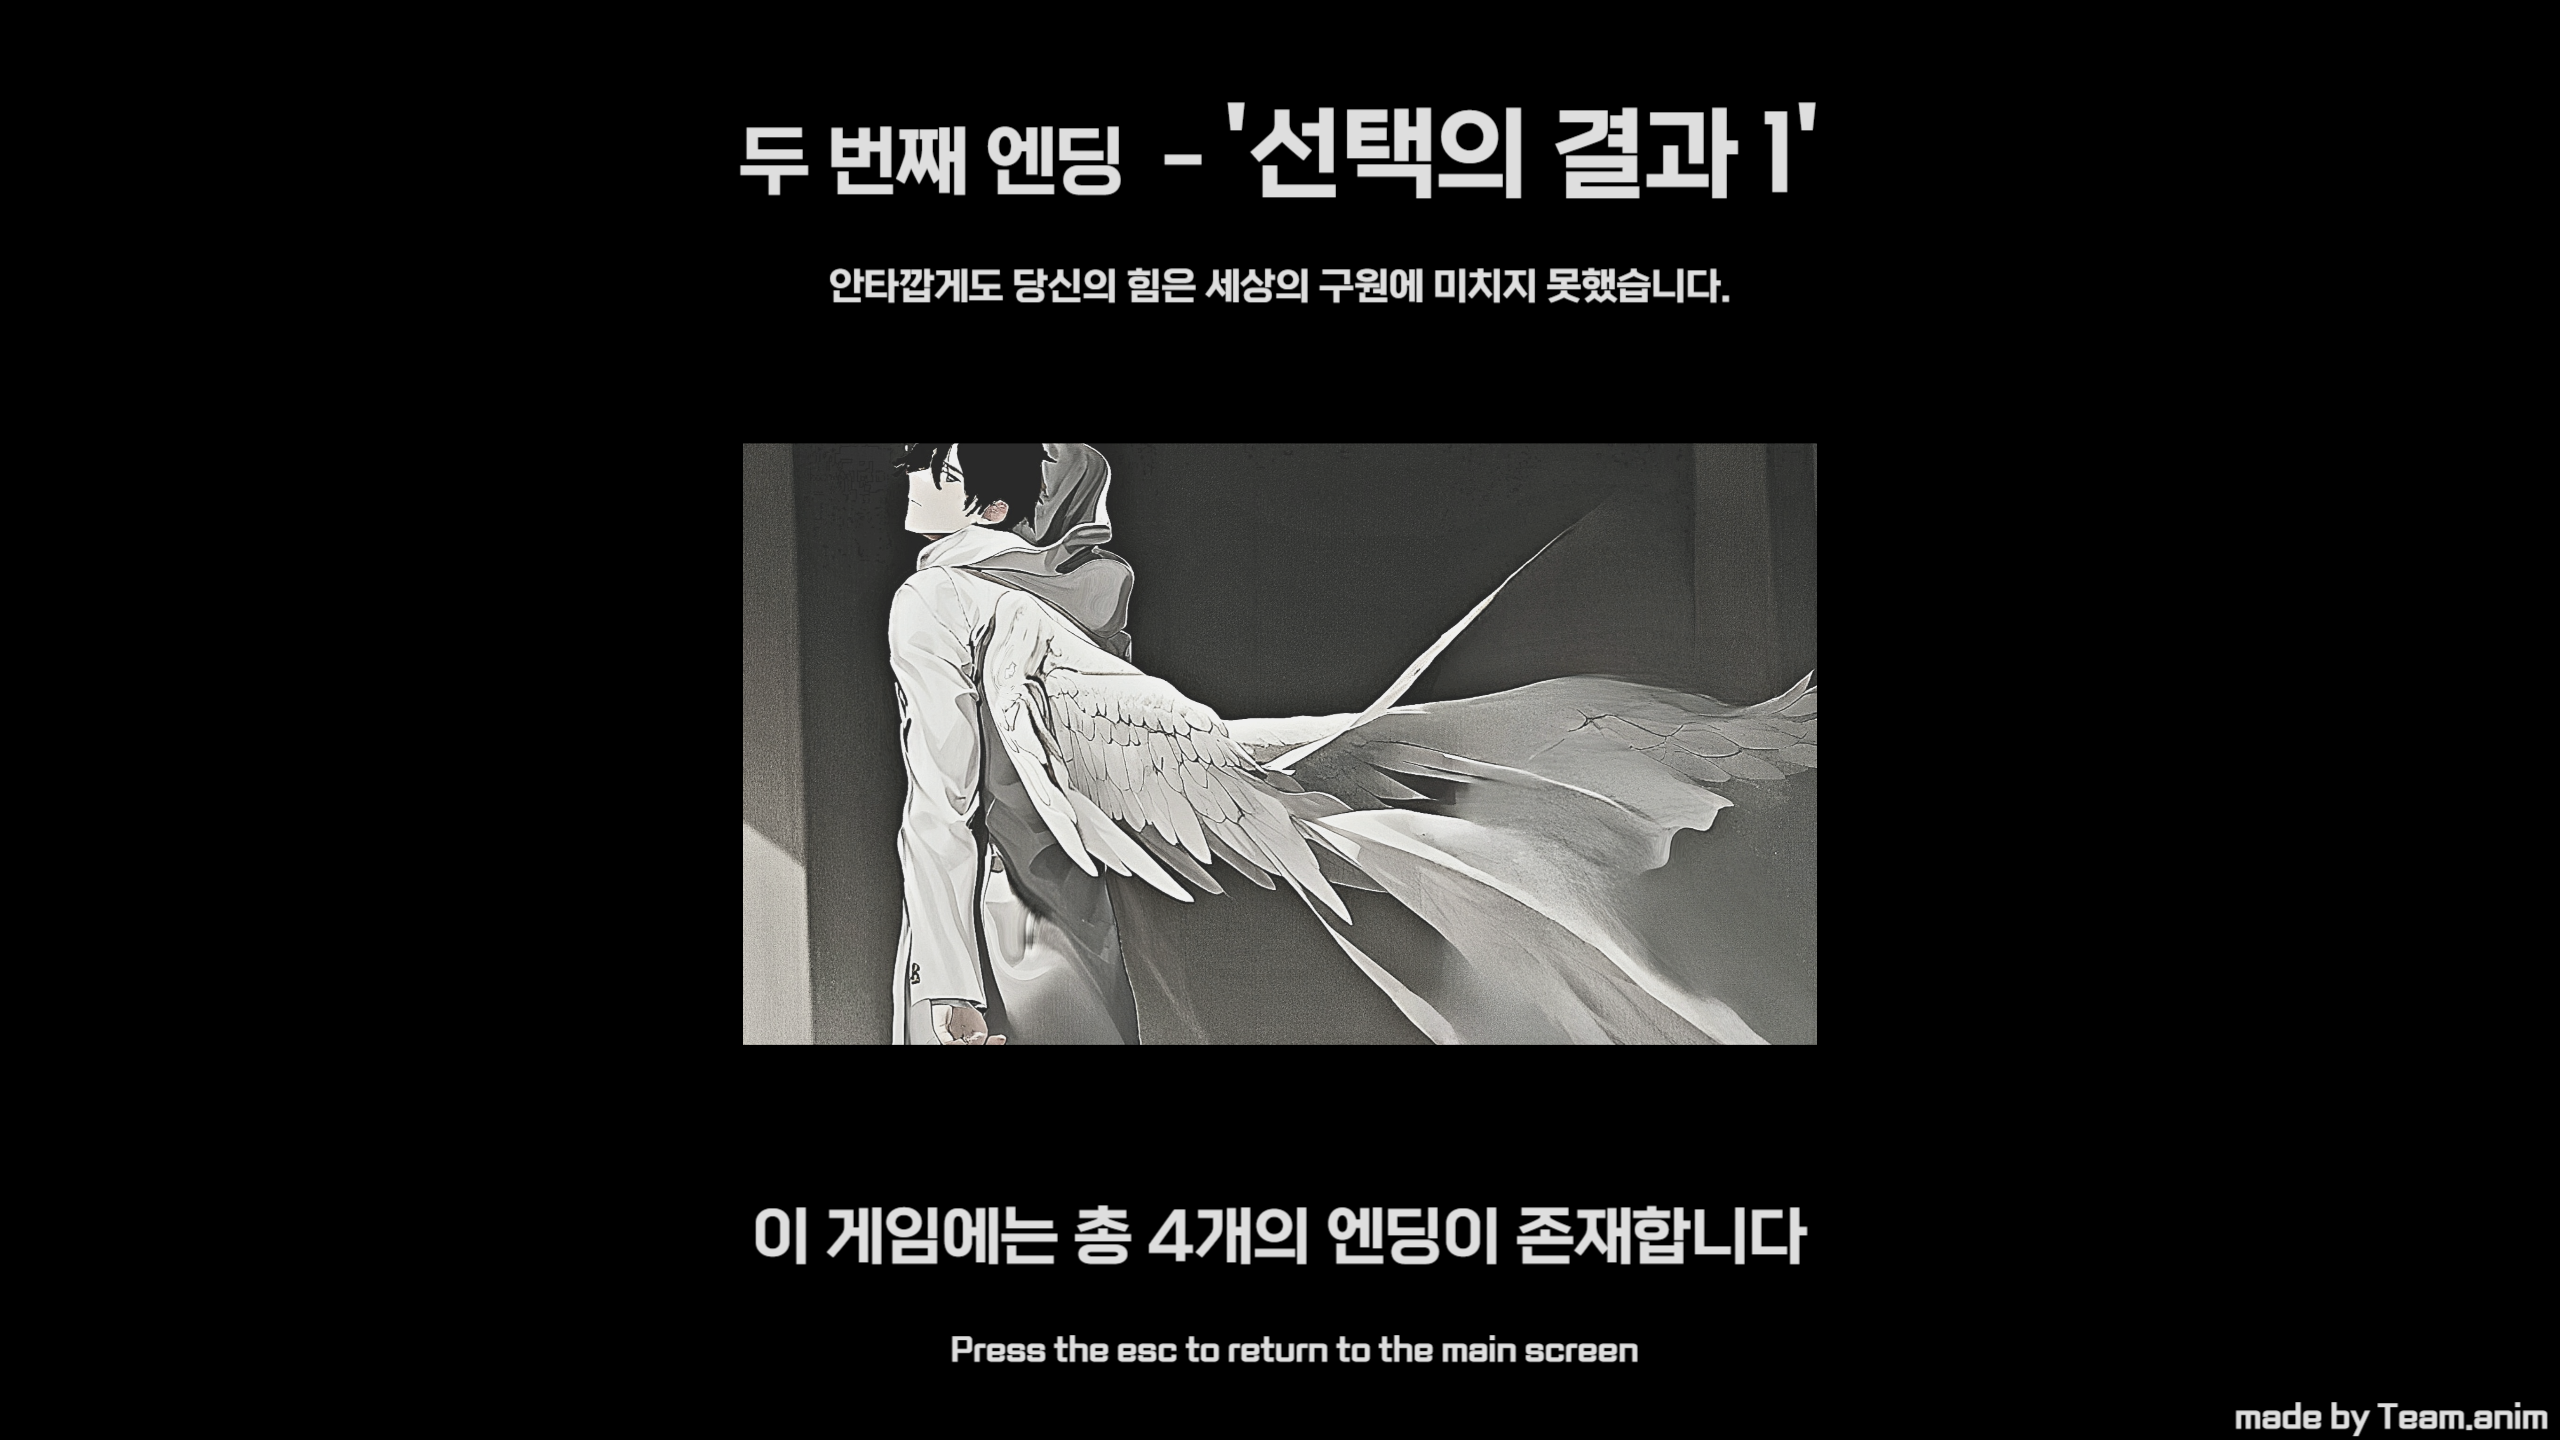 두 번째 엔딩 - '선택의 결과 1'
안타깝게도 당신의 힘은 세상의 구원에 미치지 못했습니다.
이 게임에는 총 4개의 엔딩이 존재합니다
Press the esc to return to the main screen
made by Team.anim